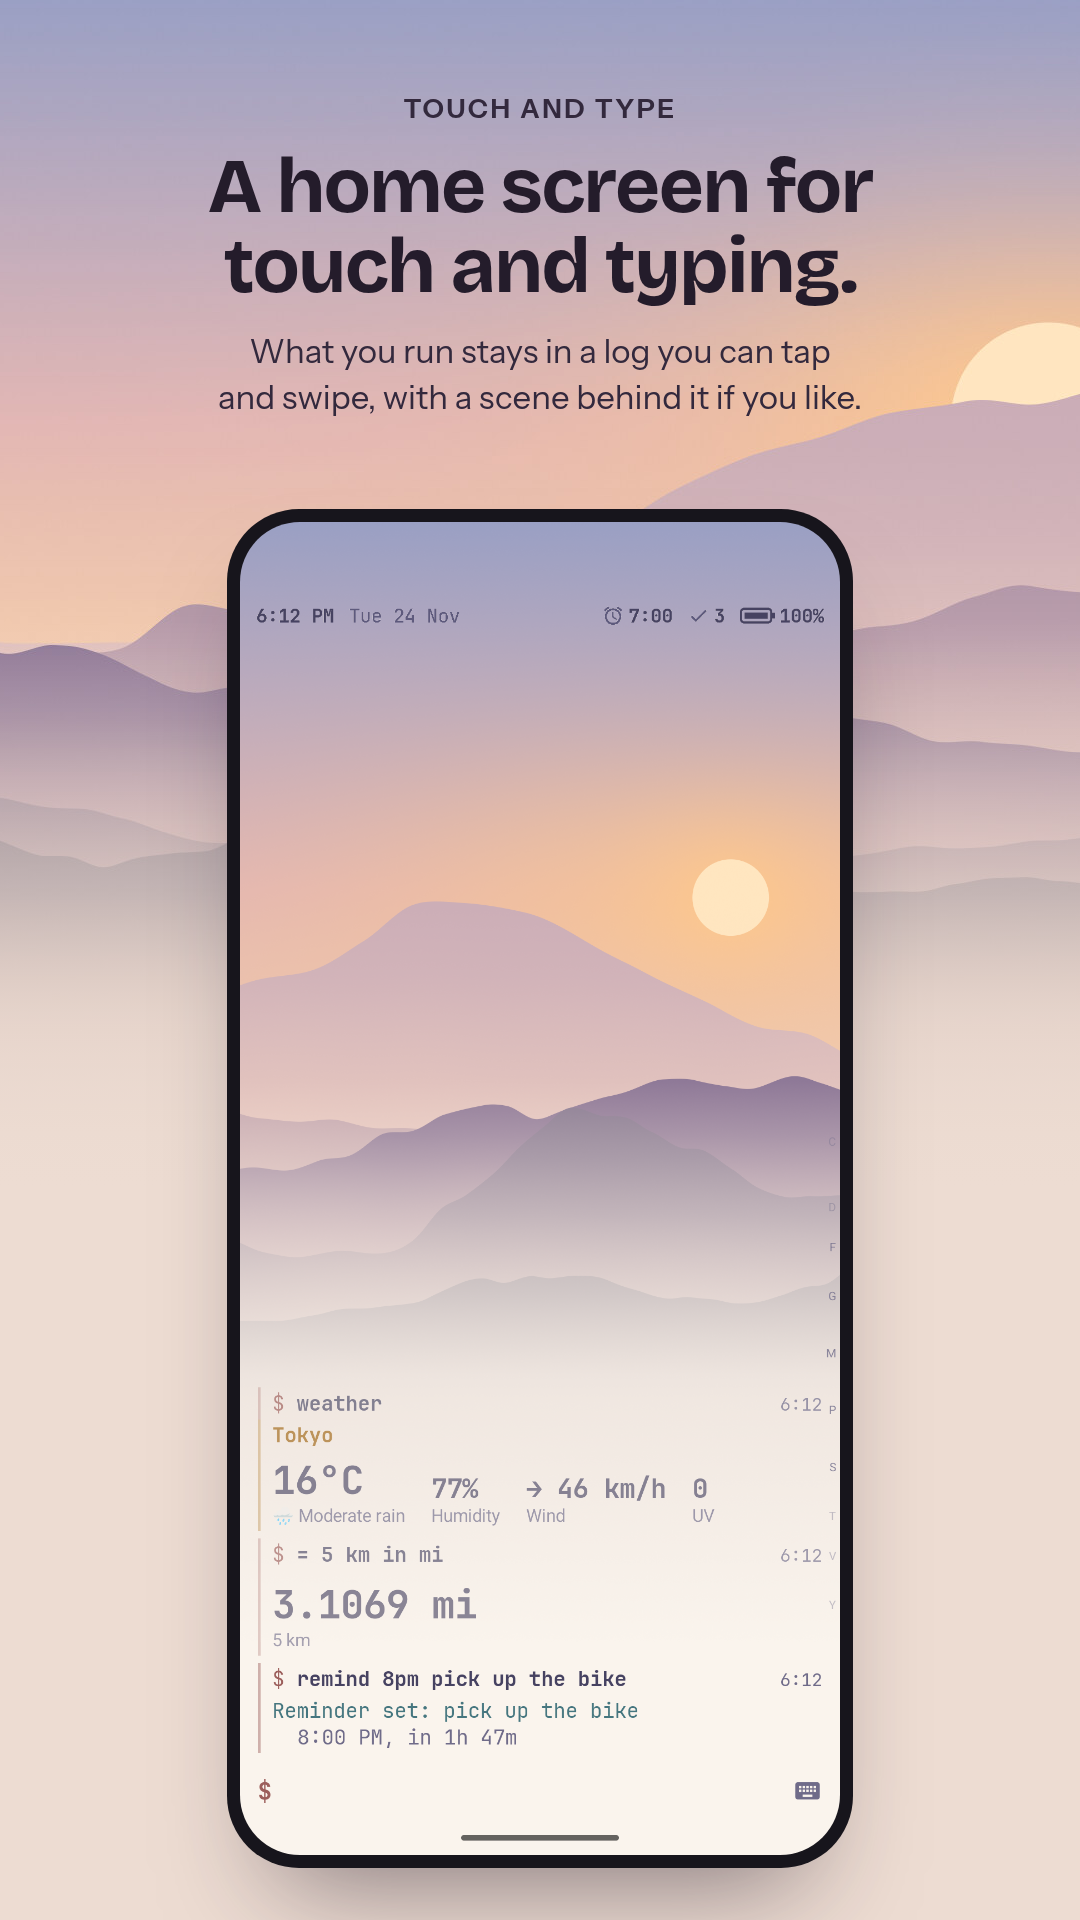 TOUCH AND TYPE
A home screen for
touch and typing.
What you run stays in a log you can tap
and swipe, with a scene behind it if you like.
6:12 PM Tue 24 Nov 7:00 3 100%
C
D
F
G
M
$ weather 6:12
P
Tokyo
S
16°C 77% → 46 km/h 0
Moderate rain Humidity Wind UV
T
$ = 5 km in mi 6:12
V
3.1069 mi
Y
5 km
$ remind 8pm pick up the bike 6:12
Reminder set: pick up the bike
8:00 PM, in 1h 47m
$